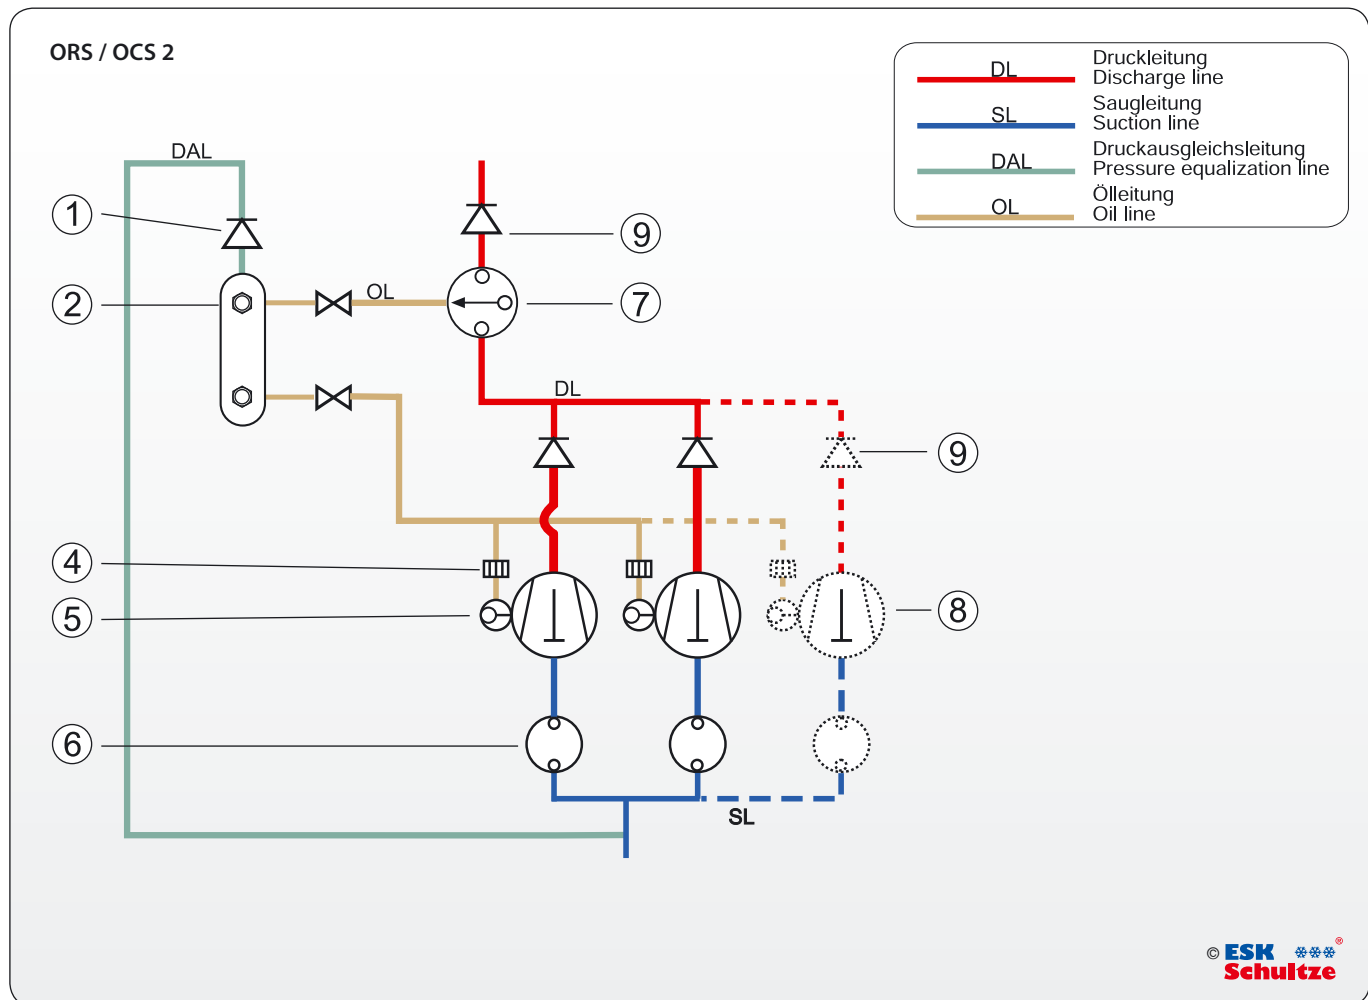 ORS / OCS 2
DL
Druckleitung
Discharge line
SL
Saugleitung
Suction line
DAL
Druckausgleichsleitung
Pressure equalization line
OL
Ölleitung
Oil line
DAL
1
9
2
OL
7
DL
9
4
5
8
6
SL
© ESK ®
Schultze